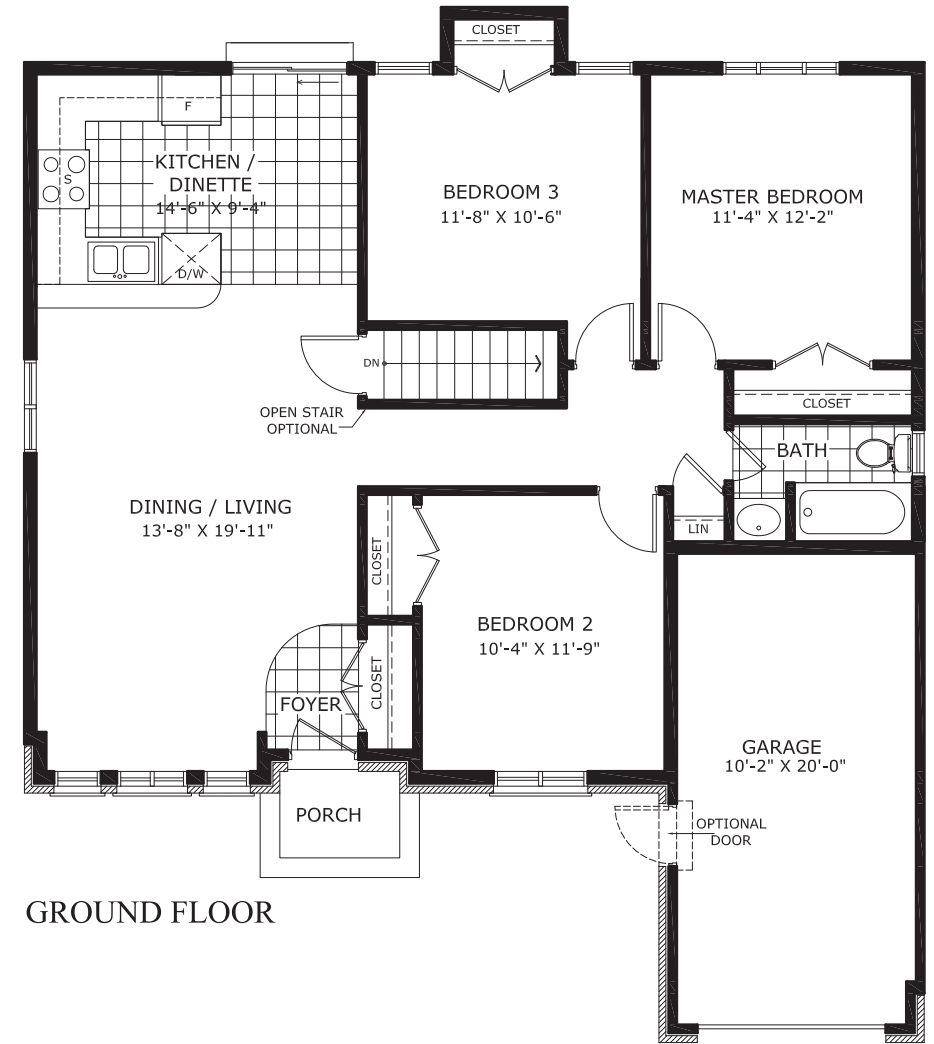 CLOSET
F
KITCHEN /
DINETTE
14'-6" X 9'-4"
S
D/W
BEDROOM 3
11'-8" X 10'-6"
MASTER BEDROOM
11'-4" X 12'-2"
DN
OPEN STAIR
OPTIONAL
CLOSET
BATH
DINING / LIVING
13'-8" X 19'-11"
LIN
CLOSET
BEDROOM 2
10'-4" X 11'-9"
CLOSET
FOYER
GARAGE
10'-2" X 20'-0"
PORCH
OPTIONAL
DOOR
GROUND FLOOR